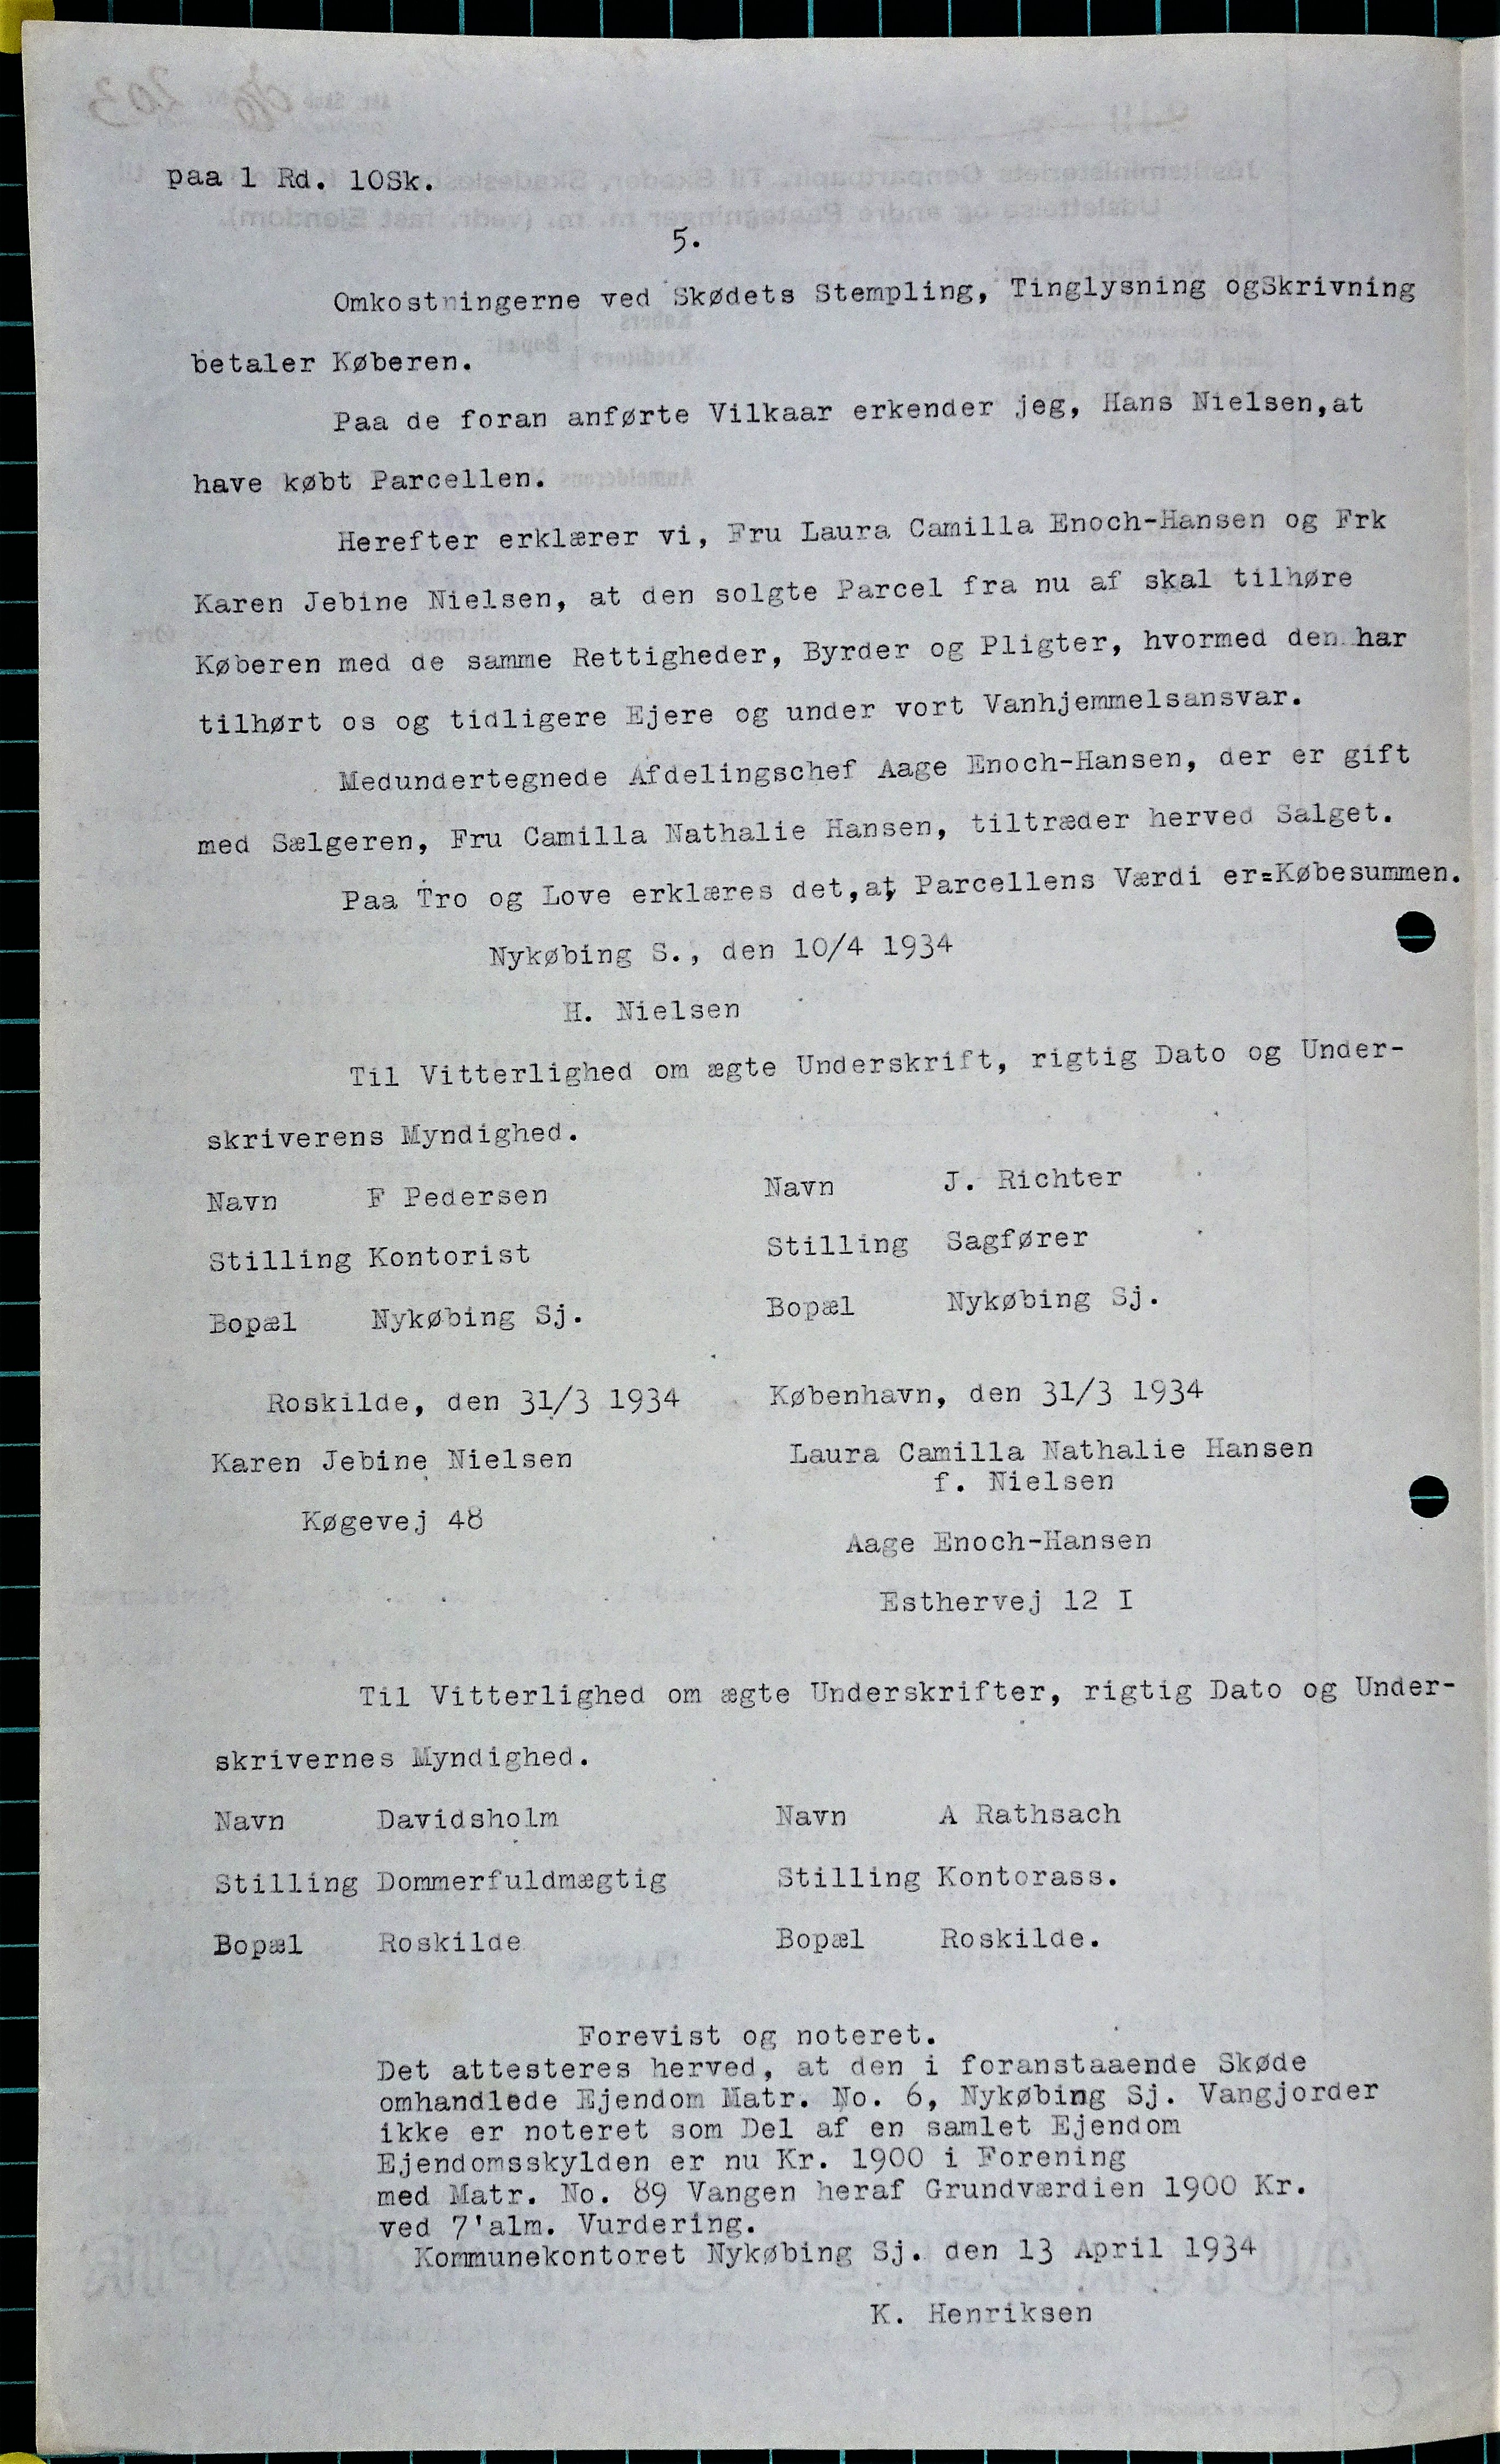 paa 1 Rd. 10Sk.
5.
Omkostningerne ved Skødets Stempling, Tinglysning ogSkrivning
betaler Køberen.
Paa de foran anførte Vilkaar erkender jeg, Hans Nielsen,at
have købt Parcellen.
Herefter erklærer vi, Fru Laura Camilla Enoch-Hansen og Frk
Karen Jebine Nielsen, at den solgte Parcel fra nu af skal tilhøre
Køberen med de samme Rettigheder, Byrder og Pligter, hvormed den har
tilhørt os og tidligere Ejere og under vort Vanhjemmelsansvar.
Medundertegnede Afdelingschef Aage Enoch-Hansen, der er gift
med Sælgeren, Fru Camilla Nathalie Hansen, tiltræder herved Salget.
Paa Tro og Love erklæres det,at Parcellens Værdi er=Købesummen.
Nykøbing S., den 10/4 1934
H. Nielsen
Til Vitterlighed om ægte Underskrift, rigtig Dato og Under-
skriverens Myndighed.
Navn F Pedersen Navn J. Richter
Stilling Kontorist Stilling Sagfører
Bopæl Nykøbing Sj. Bopæl Nykøbing Sj.
Roskilde, den 31/3 1934 København, den 31/3 1934
Karen Jebine Nielsen Laura Camilla Nathalie Hansen
f. Nielsen
Køgevej 48
Aage Enoch-Hansen
Esthervej 12 I
Til Vitterlighed om ægte Underskrifter, rigtig Dato og Under-
skrivernes Myndighed.
Navn Davidsholm Navn A Rathsach
Stilling Dommerfuldmægtig Stilling Kontorass.
Bopæl Roskilde Bopæl Roskilde.
Forevist og noteret.
Det attesteres herved, at den i foranstaaende Skøde
omhandlede Ejendom Matr. No. 6, Nykøbing Sj. Vangjorder
ikke er noteret som Del af en samlet Ejendom
Ejendomsskylden er nu Kr. 1900 i Forening
med Matr. No. 89 Vangen heraf Grundværdien 1900 Kr.
ved 7'alm. Vurdering.
Kommunekontoret Nykøbing Sj. den 13 April 1934
K. Henriksen